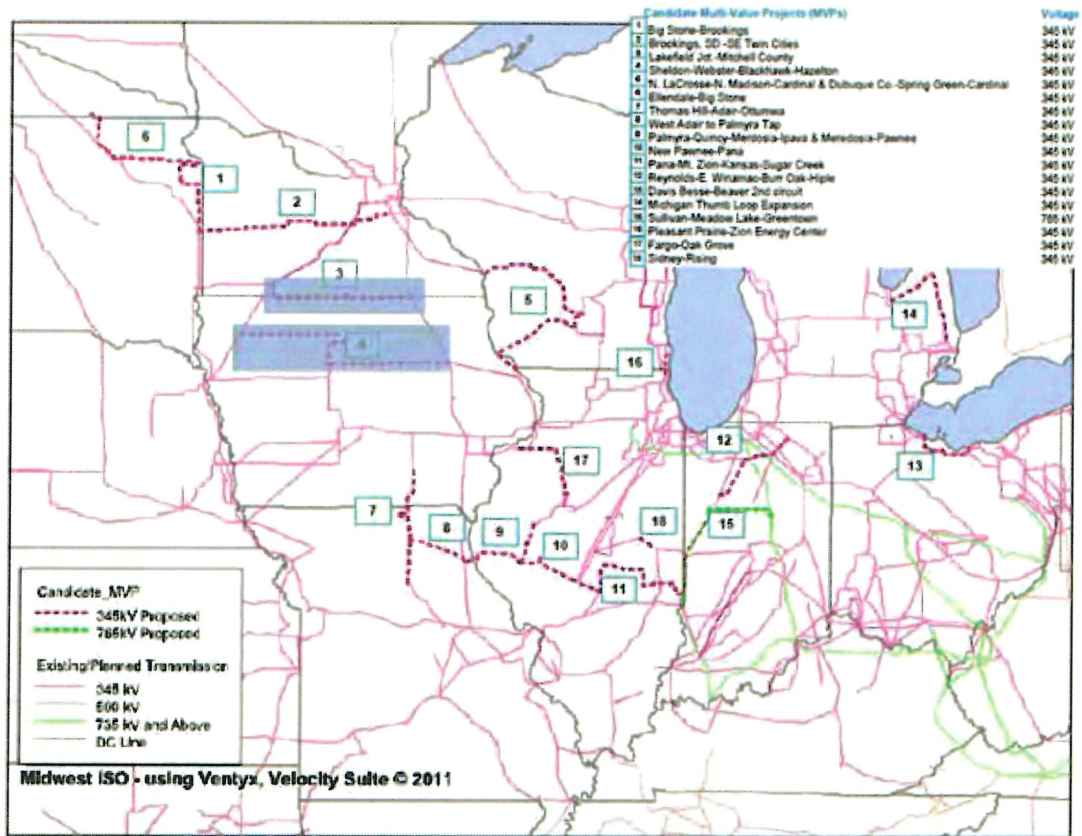 Candidate Multi-Value Projects (MVPs) Voltage
1 Big Stone-Brookings 345 kV
2 Brookings, SD -SE Twin Cities 345 kV
3 Lakefield Jct -Mitchell County 345 kV
4 Sheldon-Webster-Blackhawk-Hazelton 345 kV
5 N. LaCrosse-N. Madison-Cardinal & Dubuque Co.-Spring Green-Cardinal 345 kV
6 Ellendale-Big Stone 345 kV
7 Thomas Hill-Adair-Ottumwa 345 kV
8 West Adair to Palmyra Tap 345 kV
9 Palmyra-Quincy-Merdosia-Ipava & Meredosia-Pawnee 345 kV
10 New Pawnee-Pana 345 kV
11 Pana-Mt. Zion-Kansas-Sugar Creek 345 kV
12 Reynolds-E. Winamac-Burr Oak-Hiple 345 kV
13 Davis Besse-Beaver 2nd circuit 345 kV
14 Michigan Thumb Loop Expansion 345 kV
15 Sullivan-Meadow Lake-Greentown 765 kV
16 Pleasant Prairie-Zion Energy Center 345 kV
17 Fargo-Oak Grove 345 kV
18 Sidney-Rising 345 kV
6
1
2
3
4
5
14
16
12
17
13
7
8
9
10
18
15
11
Candidate_MVP
345kV Proposed
765kV Proposed
Existing/Planned Transmission
345 kV
500 kV
735 kV and Above
DC Line
Midwest ISO - using Ventyx, Velocity Suite © 2011